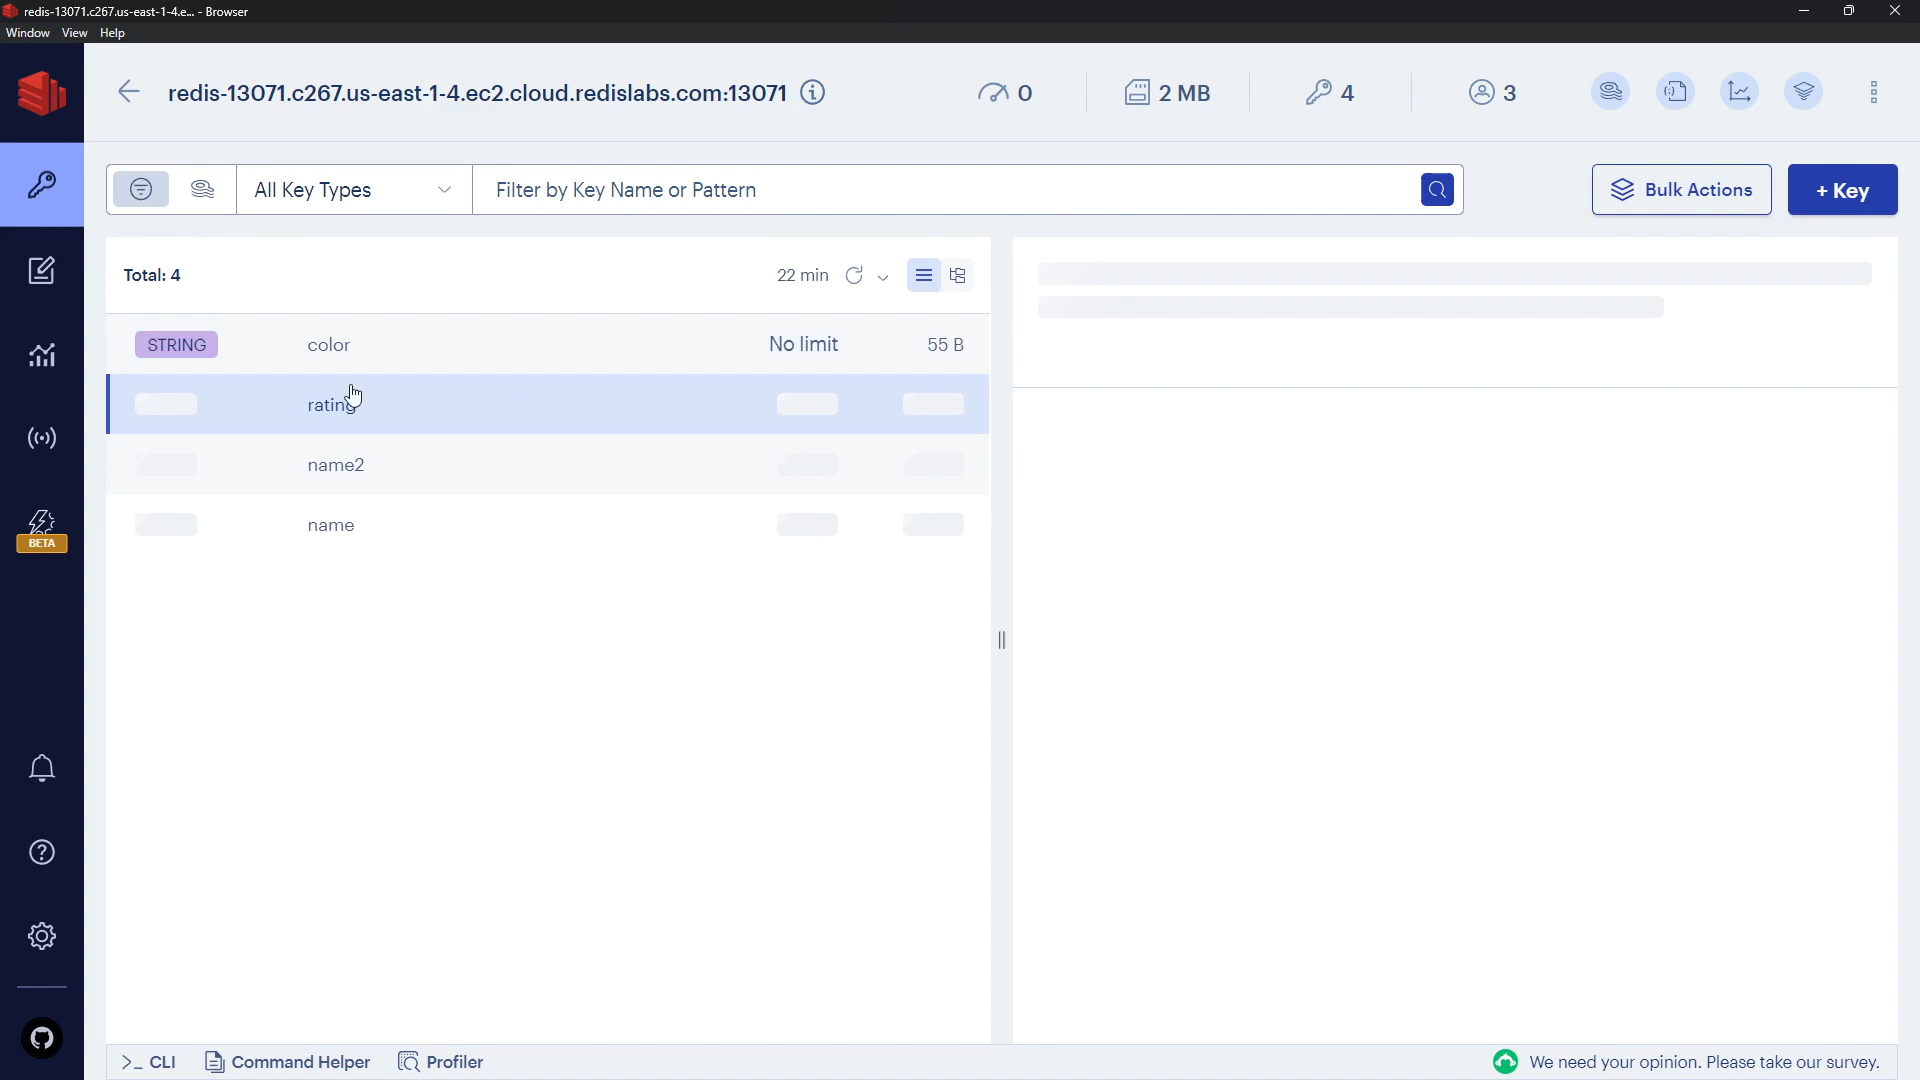 redis-13071.c267.us-east-1-4.e... - Browser
Window View Help
redis-13071.c267.us-east-1-4.ec2.cloud.redislabs.com:13071
0
2 MB
4
3
All Key Types
Filter by Key Name or Pattern
Bulk Actions
+ Key
Total: 4
22 min
STRING color No limit 55 B
rating
name2
name
BETA
>_ CLI
Command Helper
Profiler
We need your opinion. Please take our survey.